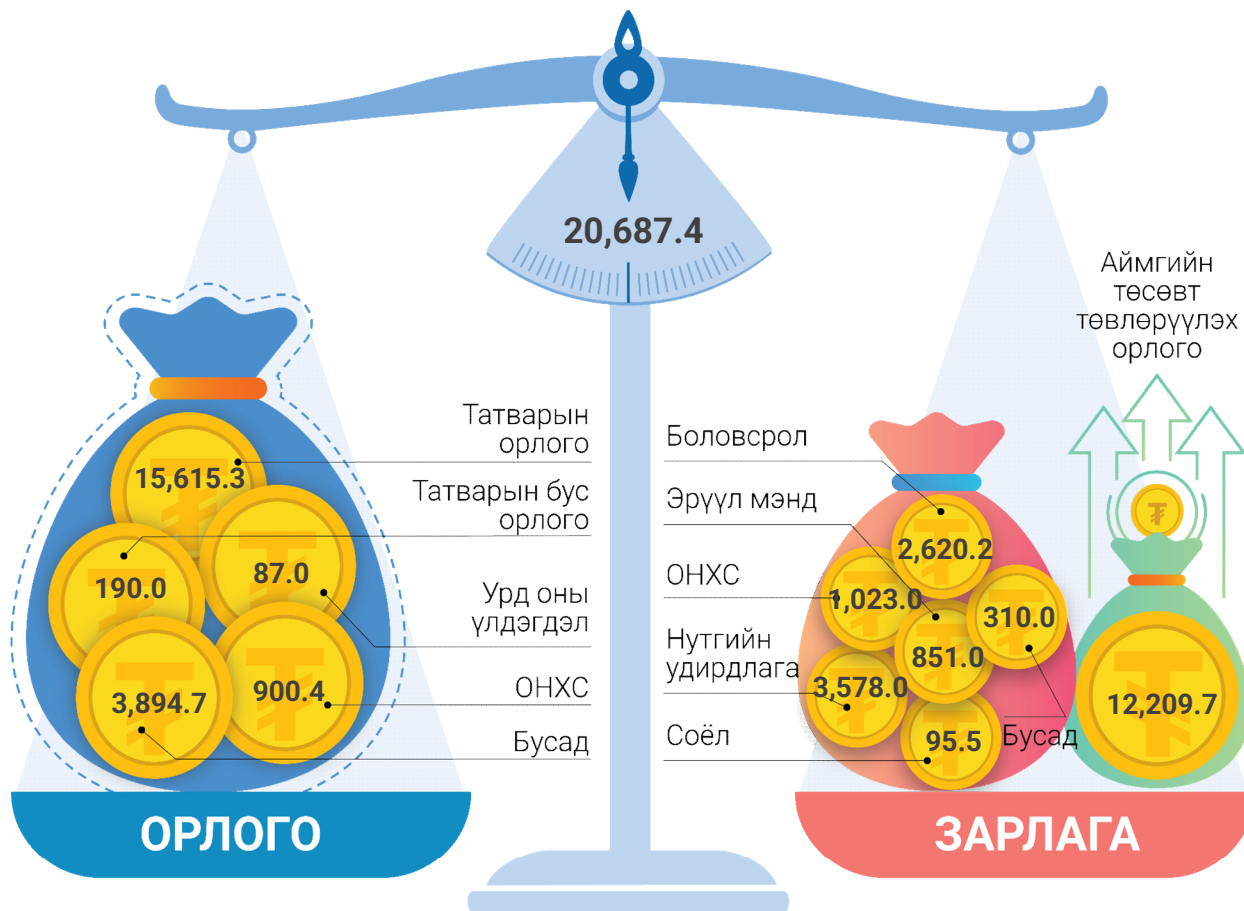 20,687.4
Аймгийн
төсөвт
төвлөрүүлэх
орлого
Татварын
орлого
15,615.3
Татварын бус
орлого
190.0
87.0
Урд оны
үлдэгдэл
900.4
ОНХС
3,894.7
Бусад
Боловсрол
2,620.2
Эрүүл мэнд
851.0
ОНХС
1,023.0
310.0
Нутгийн
удирдлага
3,578.0
Соёл
95.5
Бусад
12,209.7
ОРЛОГО
ЗАРЛАГА